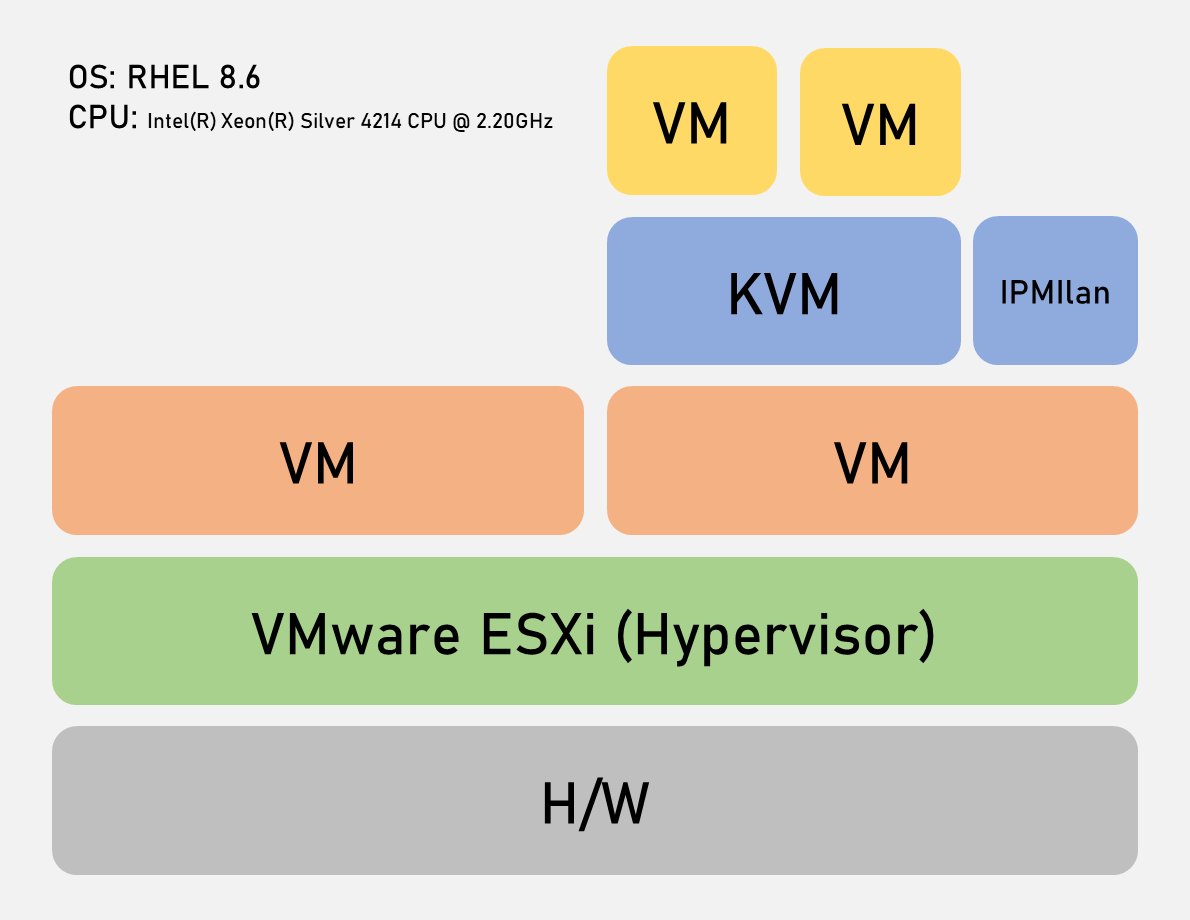 OS: RHEL 8.6
CPU: Intel(R) Xeon(R) Silver 4214 CPU @ 2.20GHz
VM
VM
KVM
IPMIlan
VM
VM
VMware ESXi (Hypervisor)
H/W